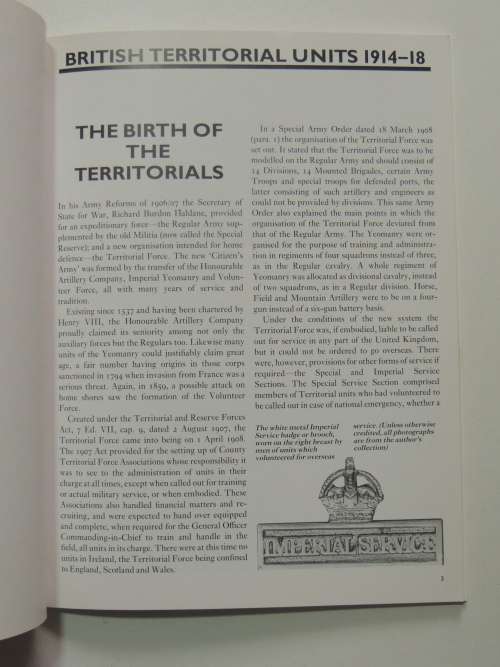 BRITISH TERRITORIAL UNITS 1914–18
THE BIRTH OF
THE
TERRITORIALS
In his Army Reforms of 1906/07 the Secretary of
State for War, Richard Burdon Haldane, provided
for an expeditionary force—the Regular Army sup-
plemented by the old Militia (now called the Special
Reserve); and a new organisation intended for home
defence—the Territorial Force. The new 'Citizen's
Army' was formed by the transfer of the Honourable
Artillery Company, Imperial Yeomanry and Volun-
teer Force, all with many years of service and
tradition.
Existing since 1537 and having been chartered by
Henry VIII, the Honourable Artillery Company
proudly claimed its seniority among not only the
auxiliary forces but the Regulars too. Likewise many
units of the Yeomanry could justifiably claim great
age, a fair number having origins in those corps
sanctioned in 1794 when invasion from France was a
serious threat. Again, in 1859, a possible attack on
home shores saw the formation of the Volunteer
Force.
Created under the Territorial and Reserve Forces
Act, 7 Ed. VII, cap. 9, dated 2 August 1907, the
Territorial Force came into being on 1 April 1908.
The 1907 Act provided for the setting up of County
Territorial Force Associations whose responsibility it
was to see to the administration of units in their
charge at all times, except when called out for training
or actual military service, or when embodied. These
Associations also handled financial matters and re-
cruiting, and were expected to hand over equipped
and complete, when required for the General Officer
Commanding-in-Chief to train and handle in the
field, all units in its charge. There were at this time no
units in Ireland, the Territorial Force being confined
to England, Scotland and Wales.
In a Special Army Order dated 18 March 1908
(para. 1) the organisation of the Territorial Force was
set out. It stated that the Territorial Force was to be
modelled on the Regular Army and should consist of
14 Divisions, 14 Mounted Brigades, certain Army
Troops and special troops for defended ports, the
latter consisting of such artillery and engineers as
could not be provided by divisions. This same Army
Order also explained the main points in which the
organisation of the Territorial Force deviated from
that of the Regular Army. The Yeomanry were or-
ganised for the purpose of training and administra-
tion in regiments of four squadrons instead of three,
as in the Regular Cavalry. A whole regiment of
Yeomanry was allocated as divisional cavalry, instead
of two squadrons, as in a Regular division. Horse,
Field and Mountain Artillery were to be on a four-
gun instead of a six-gun battery basis.
Under the conditions of the new system the
Territorial Force was, if embodied, liable to be called
out for service in any part of the United Kingdom,
but it could not be ordered to go overseas. There
were, however, provisions for other forms of service if
required—the Special and Imperial Service
Sections. The Special Service Section comprised
members of Territorial units who had volunteered to
be called out in case of national emergency, whether a
The white metal Imperial
Service badge or brooch,
worn on the right breast by
men of units which
volunteered for overseas
service. (Unless otherwise
credited, all photographs
are from the author's
collection)
IMPERIAL SERVICE
3